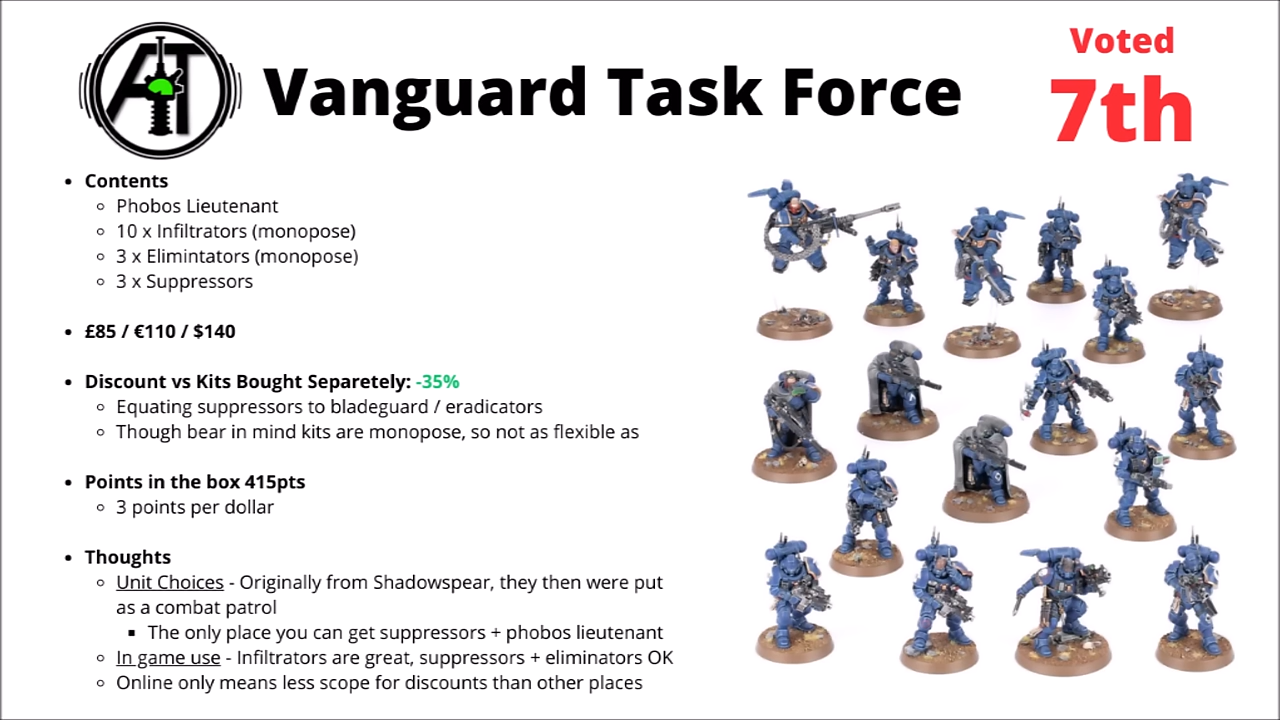 AT
Vanguard Task Force
Voted
7th
• Contents
◦ Phobos Lieutenant
◦ 10 x Infiltrators (monopose)
◦ 3 x Elimintators (monopose)
◦ 3 x Suppressors
• £85 / €110 / $140
• Discount vs Kits Bought Separetely: -35%
◦ Equating suppressors to bladeguard / eradicators
◦ Though bear in mind kits are monopose, so not as flexible as
• Points in the box 415pts
◦ 3 points per dollar
• Thoughts
◦ Unit Choices - Originally from Shadowspear, they then were put
as a combat patrol
▪ The only place you can get suppressors + phobos lieutenant
◦ In game use - Infiltrators are great, suppressors + eliminators OK
◦ Online only means less scope for discounts than other places